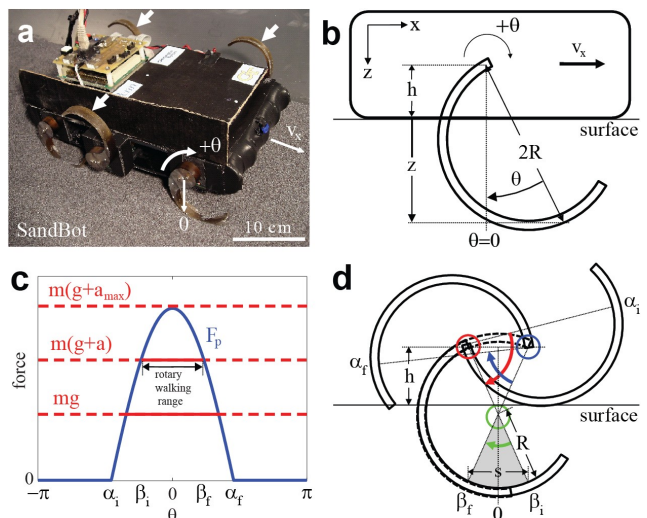 a
+θ
v_x
0
SandBot
10 cm
b
x
z
+θ
v_x
h
surface
z
2R
θ
θ=0
c
m(g+a_max)
F_p
m(g+a)
rotary
walking
range
mg
force
0
−π
α_i
β_i
0
β_f
α_f
π
θ
d
α_i
α_f
h
surface
R
s
β_f
0
β_i